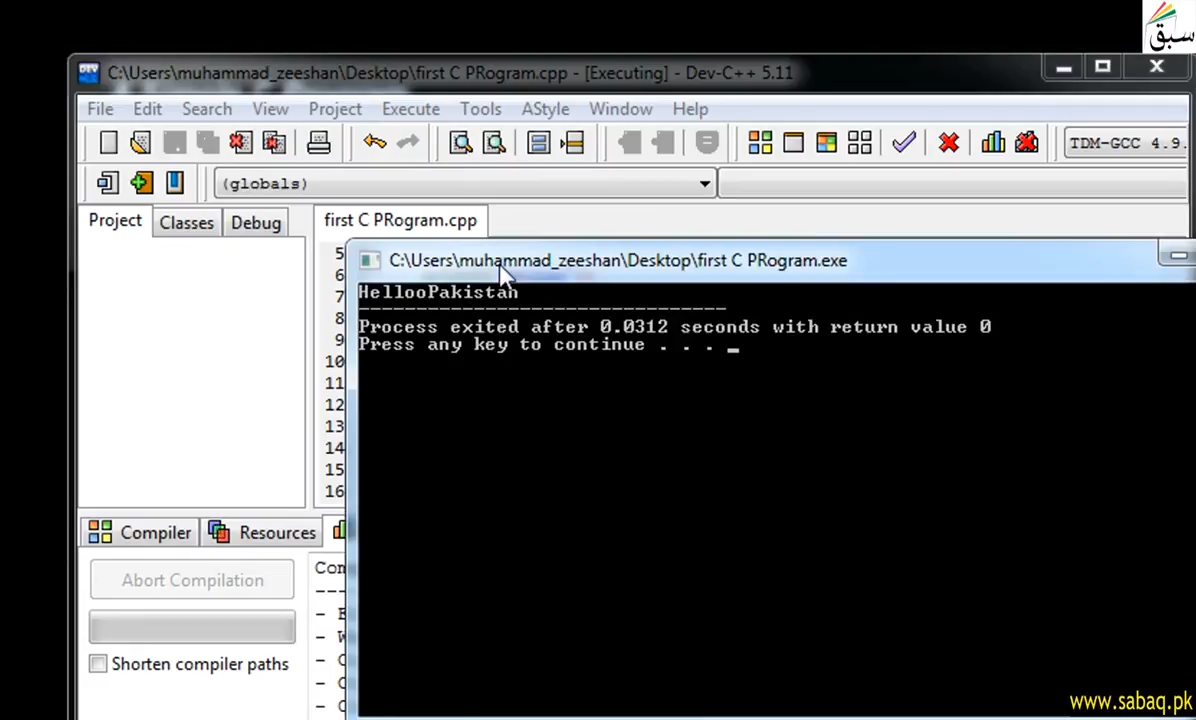 سبق
C:\Users\muhammad_zeeshan\Desktop\first C PRogram.cpp - [Executing] - Dev-C++ 5.11
File Edit Search View Project Execute Tools AStyle Window Help
TDM-GCC 4.9.
(globals)
Project Classes Debug first C PRogram.cpp
C:\Users\muhammad_zeeshan\Desktop\first C PRogram.exe
5
6
7
8
9
10
11
12
13
14
15
16
HellooPakistan
--------------------------------
Process exited after 0.0312 seconds with return value 0
Press any key to continue . . . _
Compiler Resources
Abort Compilation
Shorten compiler paths
www.sabaq.pk